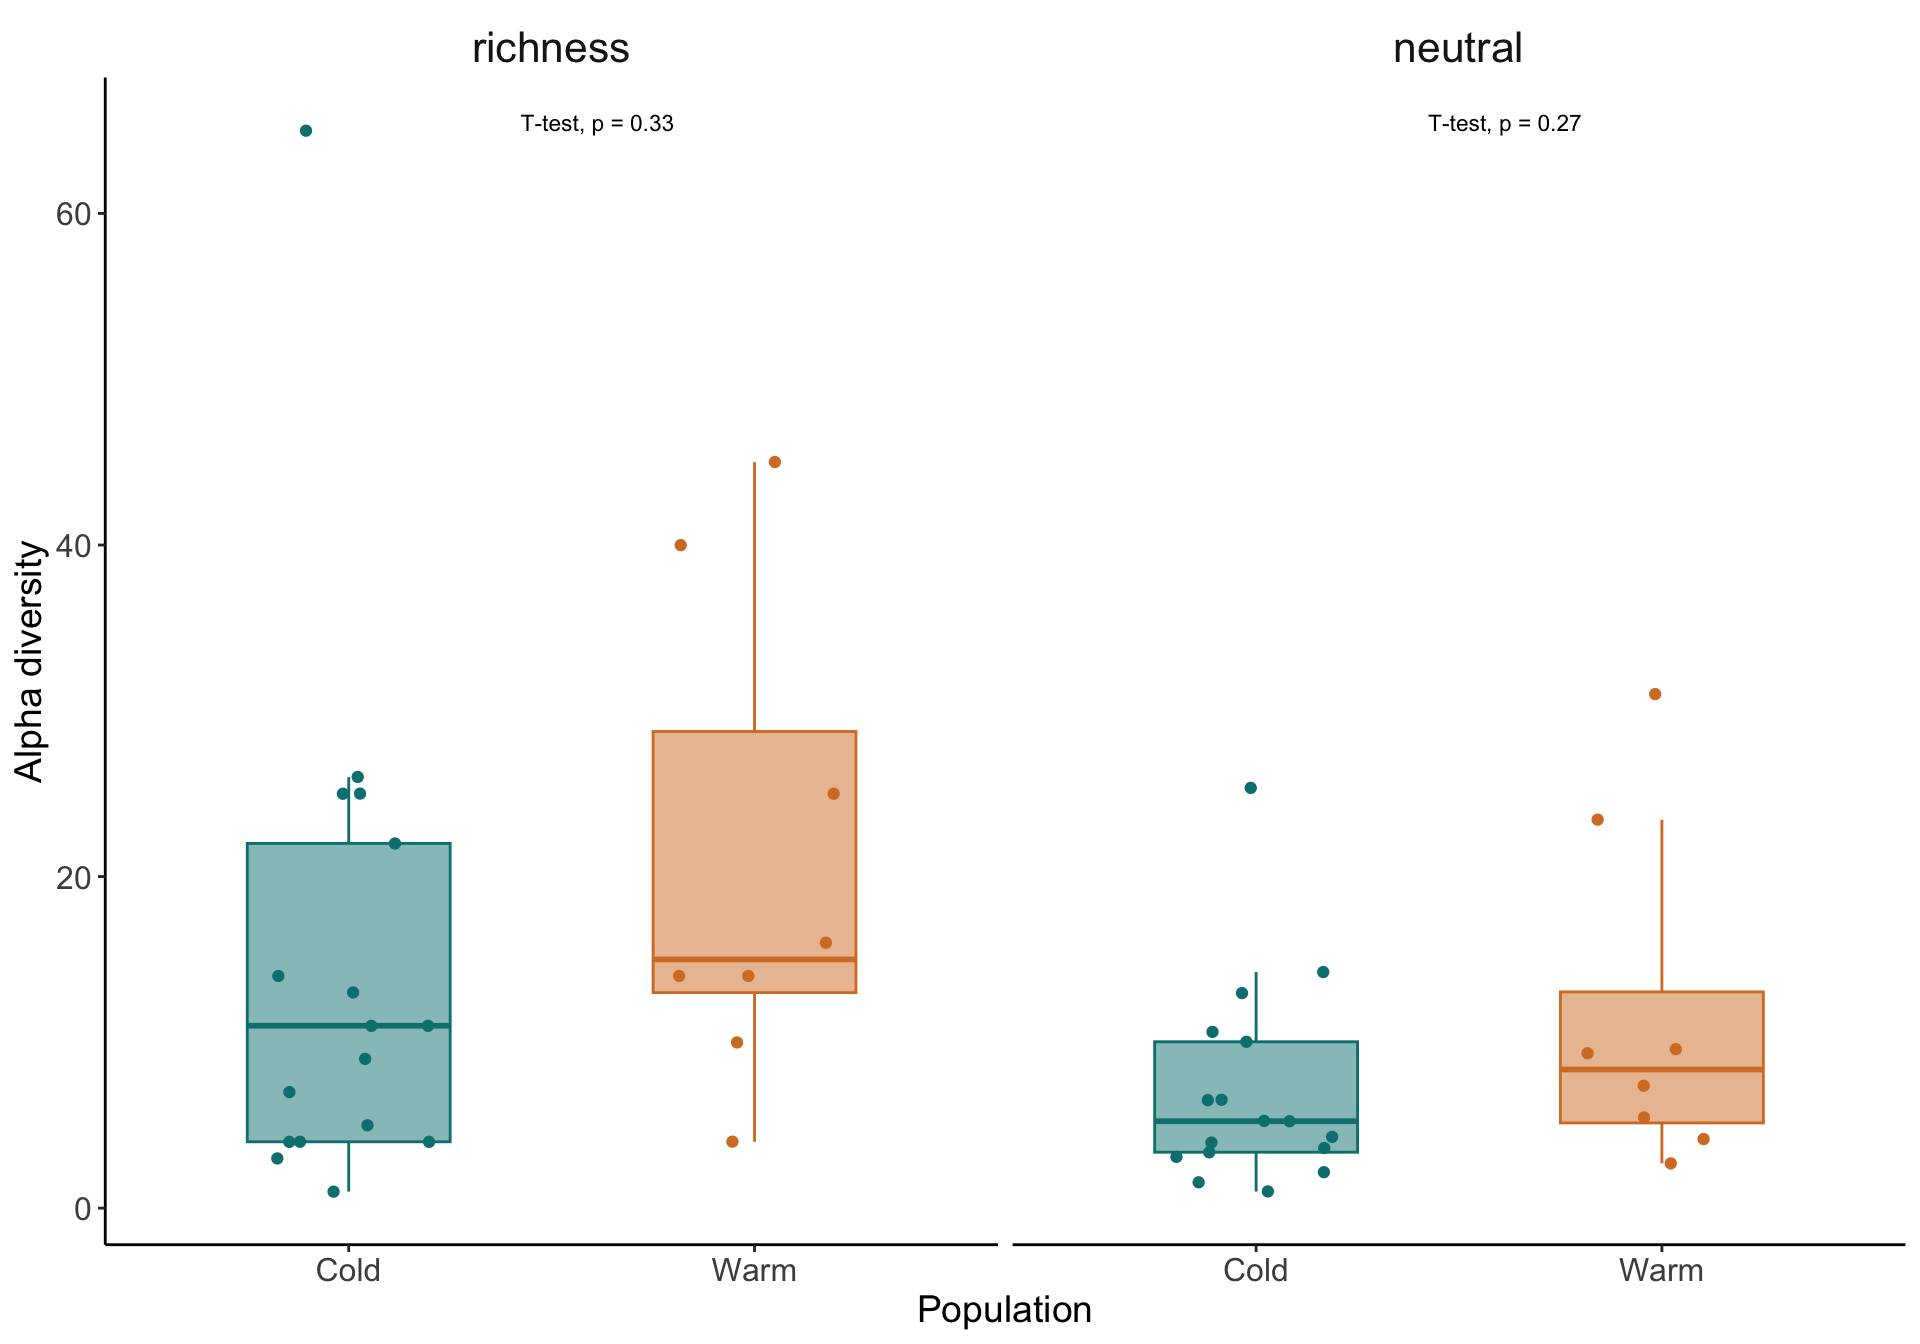 richness
neutral
T-test, p = 0.33
T-test, p = 0.27
60
40
20
0
Alpha diversity
Cold
Warm
Cold
Warm
Population